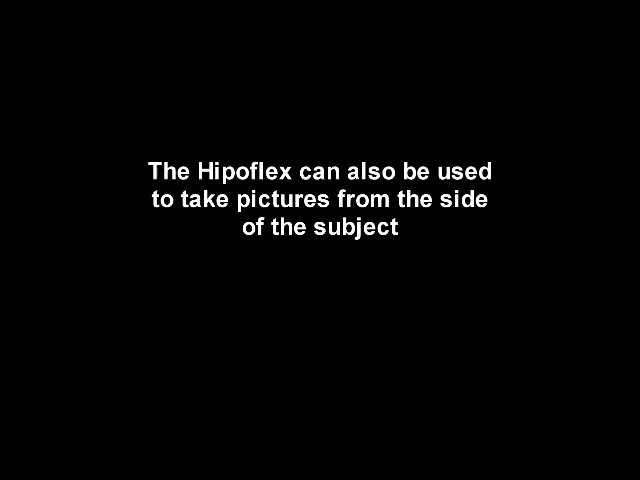 The Hipoflex can also be used
to take pictures from the side
of the subject